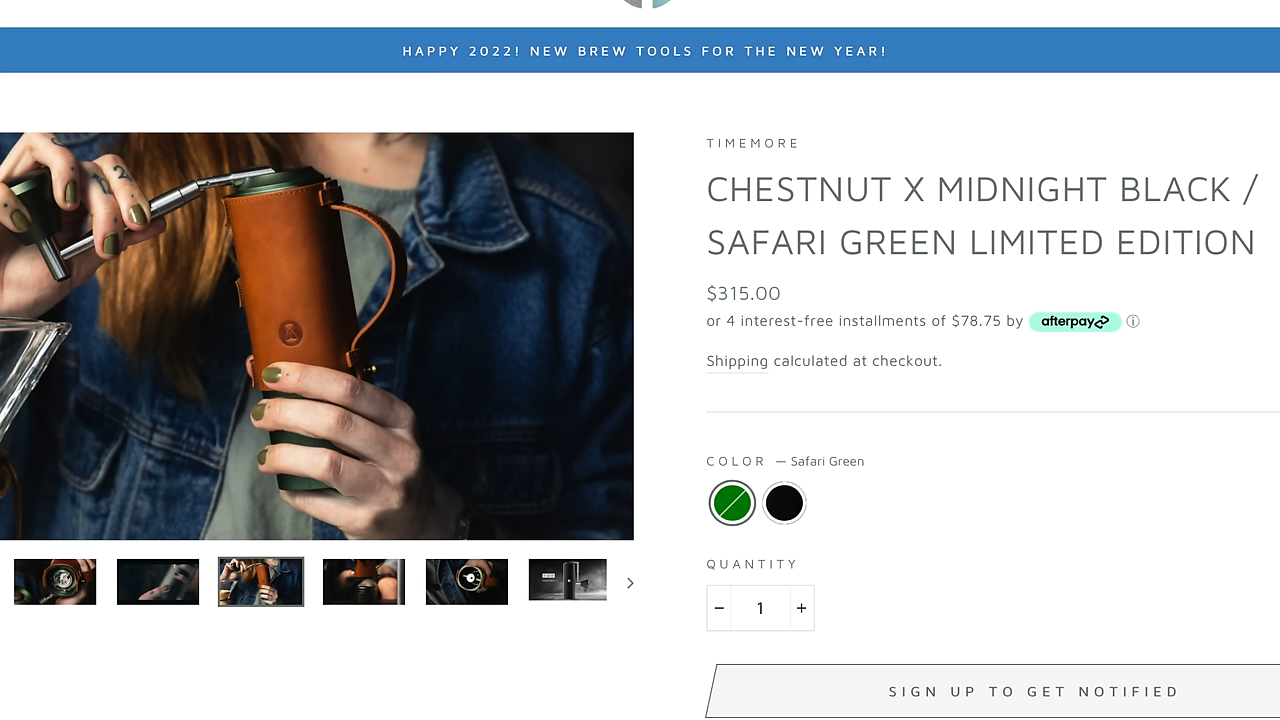 HAPPY 2022! NEW BREW TOOLS FOR THE NEW YEAR!
TIMEMORE
CHESTNUT X MIDNIGHT BLACK /
SAFARI GREEN LIMITED EDITION
$315.00
or 4 interest-free installments of $78.75 by afterpay
Shipping calculated at checkout.
COLOR — Safari Green
QUANTITY
− 1 +
SIGN UP TO GET NOTIFIED